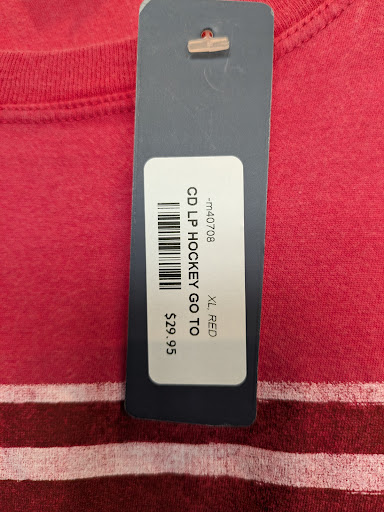 -m40708 XL, RED
CD LP HOCKEY GO TO
$29.95